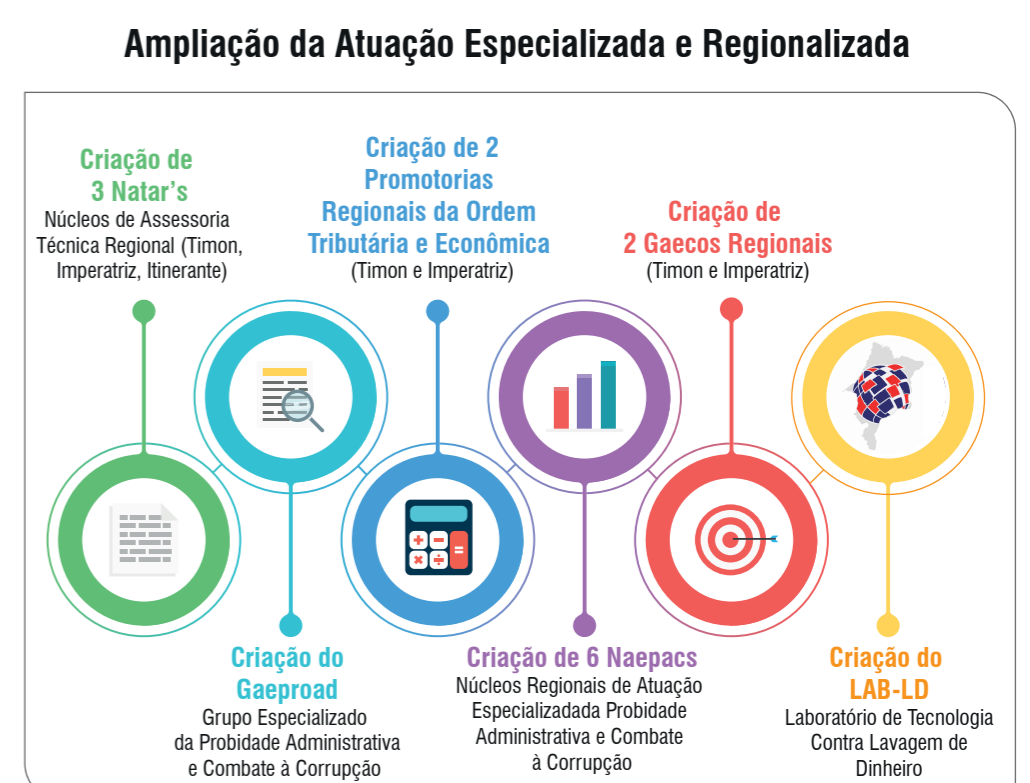 Ampliação da Atuação Especializada e Regionalizada
Criação de
3 Natar’s
Núcleos de Assessoria
Técnica Regional (Timon,
Imperatriz, Itinerante)
Criação de 2
Promotorias
Regionais da Ordem
Tributária e Econômica
(Timon e Imperatriz)
Criação de
2 Gaecos Regionais
(Timon e Imperatriz)
Criação do
Gaeproad
Grupo Especializado
da Probidade Administrativa
e Combate à Corrupção
Criação de 6 Naepacs
Núcleos Regionais de Atuação
Especializadada Probidade
Administrativa e Combate
à Corrupção
Criação do
LAB-LD
Laboratório de Tecnologia
Contra Lavagem de
Dinheiro